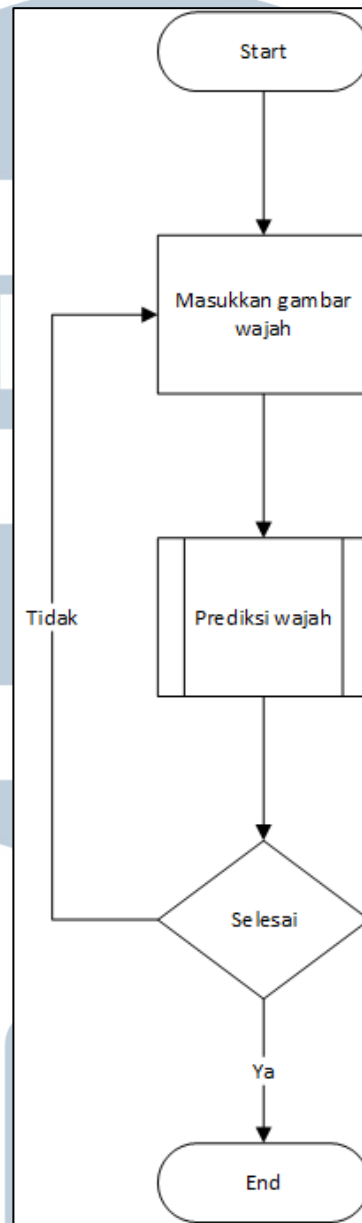 Start
Masukkan gambar
wajah
Tidak
Prediksi wajah
Selesai
Ya
End